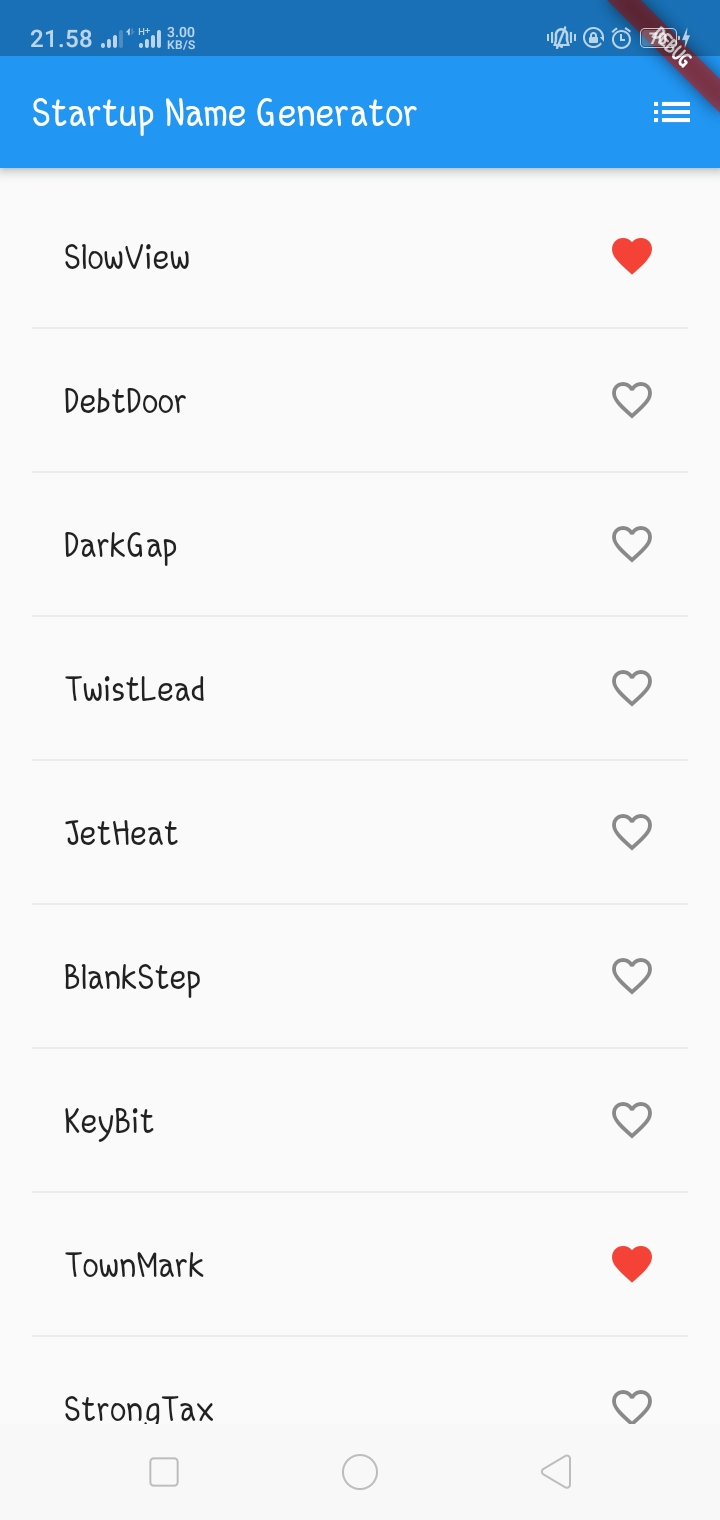 21.58 H+ 3.00
KB/S
DEBUG
Startup Name Generator
SlowView
DebtDoor
DarkGap
TwistLead
JetHeat
BlankStep
KeyBit
TownMark
StrongTax